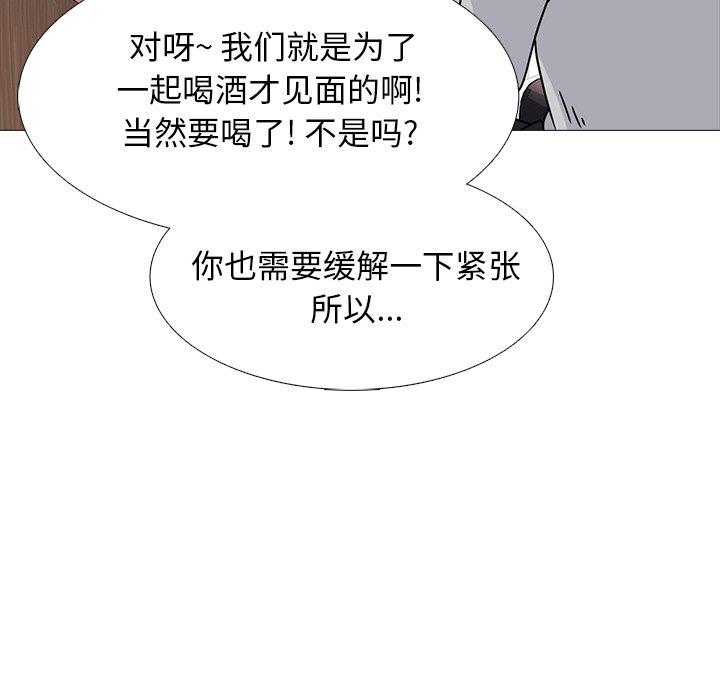 对呀~ 我们就是为了
一起喝酒才见面的啊!
当然要喝了! 不是吗?
你也需要缓解一下紧张
所以...